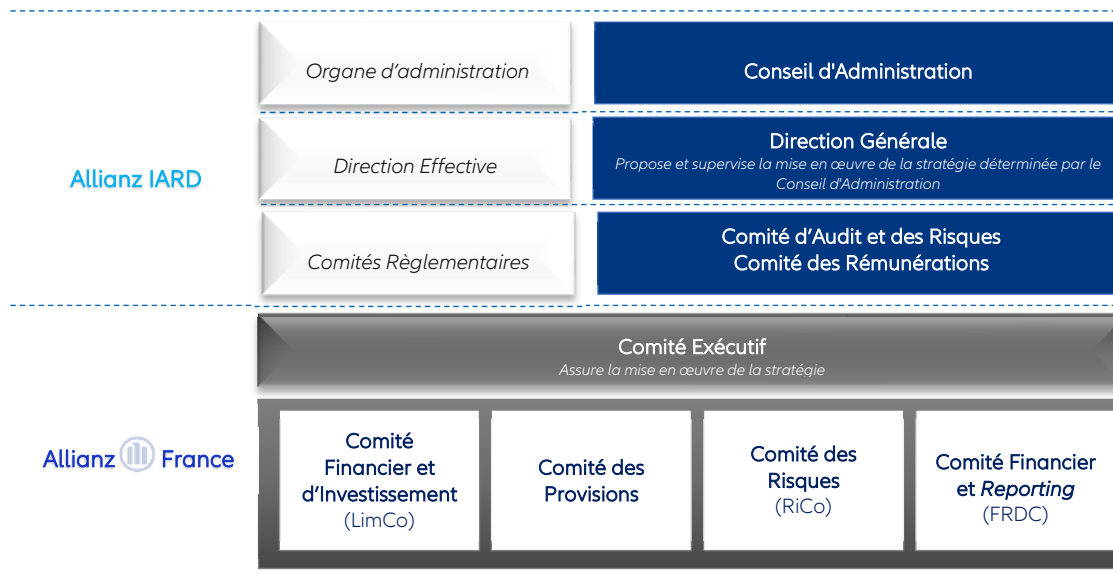 Organe d'administration
Conseil d'Administration
Allianz IARD
Direction Effective
Direction Générale
Propose et supervise la mise en œuvre de la stratégie déterminée par le
Conseil d'Administration
Comités Règlementaires
Comité d'Audit et des Risques
Comité des Rémunérations
Comité Exécutif
Assure la mise en œuvre de la stratégie
Allianz France
Comité
Financier et
d'Investissement
(LimCo)
Comité des
Provisions
Comité des
Risques
(RiCo)
Comité Financier
et Reporting
(FRDC)